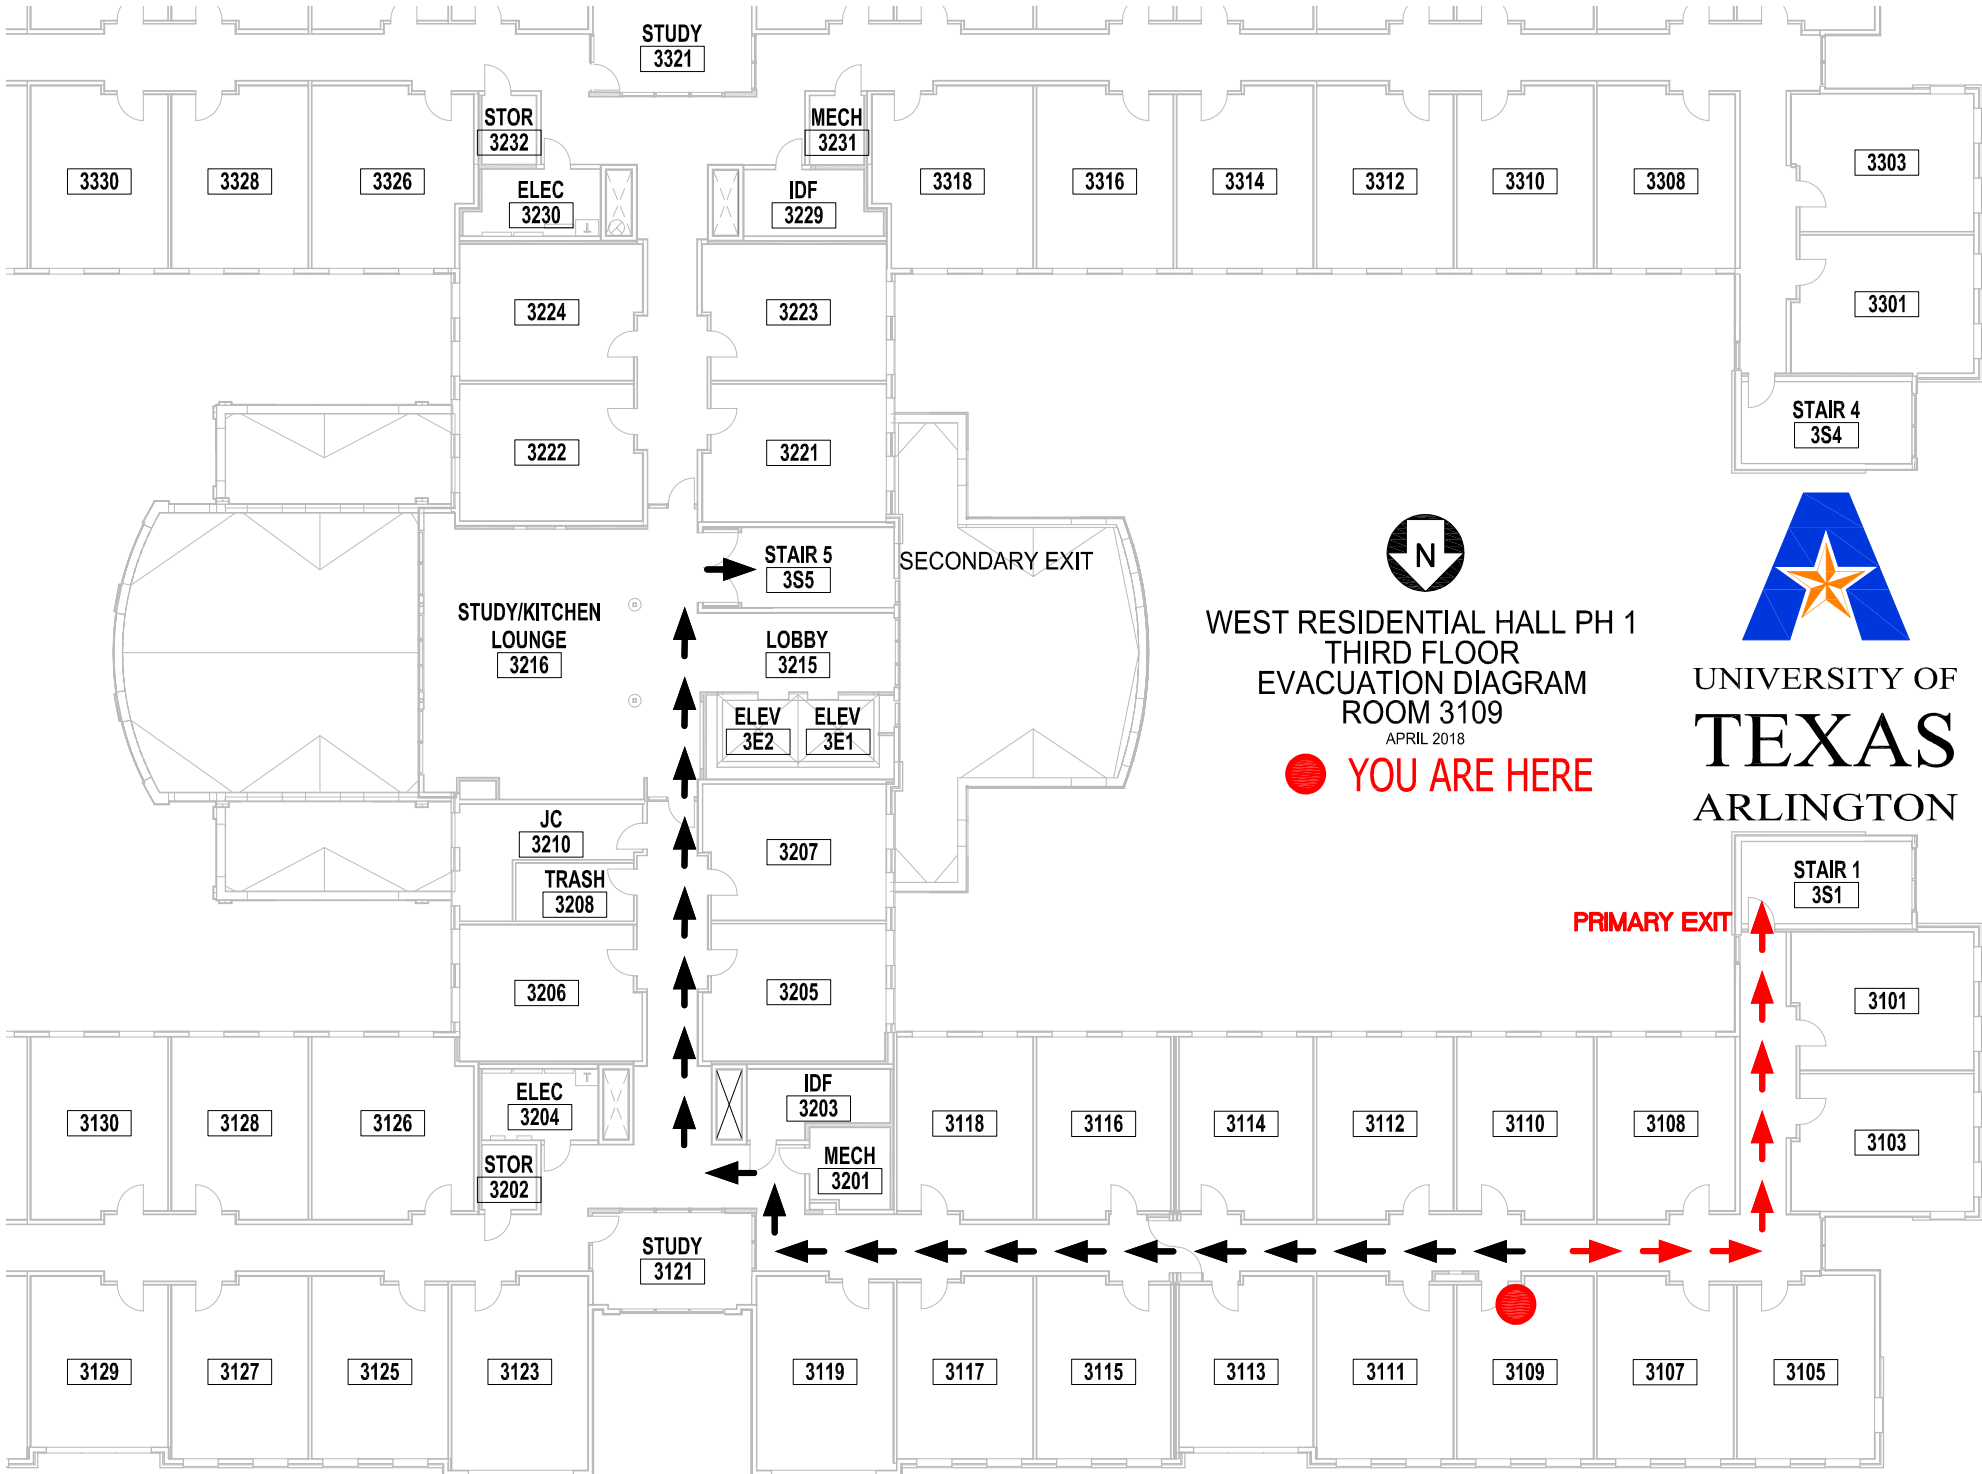 STUDY
3321
STOR
3232
MECH
3231
3330
3328
3326
ELEC
3230
IDF
3229
3318
3316
3314
3312
3310
3308
3303
3224
3223
3301
3222
3221
STAIR 4
3S4
STAIR 5
3S5
SECONDARY EXIT
N
STUDY/KITCHEN
LOUNGE
3216
LOBBY
3215
ELEV
3E2
ELEV
3E1
WEST RESIDENTIAL HALL PH 1
THIRD FLOOR
EVACUATION DIAGRAM
ROOM 3109
APRIL 2018
YOU ARE HERE
UNIVERSITY OF
TEXAS
ARLINGTON
JC
3210
TRASH
3208
3207
STAIR 1
3S1
PRIMARY EXIT
3206
3205
3101
3130
3128
3126
ELEC
3204
T
IDF
3203
3118
3116
3114
3112
3110
3108
3103
STOR
3202
MECH
3201
STUDY
3121
3129
3127
3125
3123
3119
3117
3115
3113
3111
3109
3107
3105